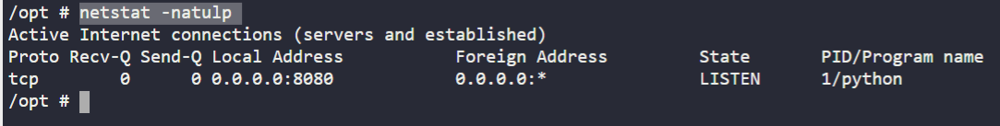 /opt # netstat -natulp
Active Internet connections (servers and established)
Proto Recv-Q Send-Q Local Address           Foreign Address         State       PID/Program name
tcp        0      0 0.0.0.0:8080            0.0.0.0:*               LISTEN      1/python
/opt #